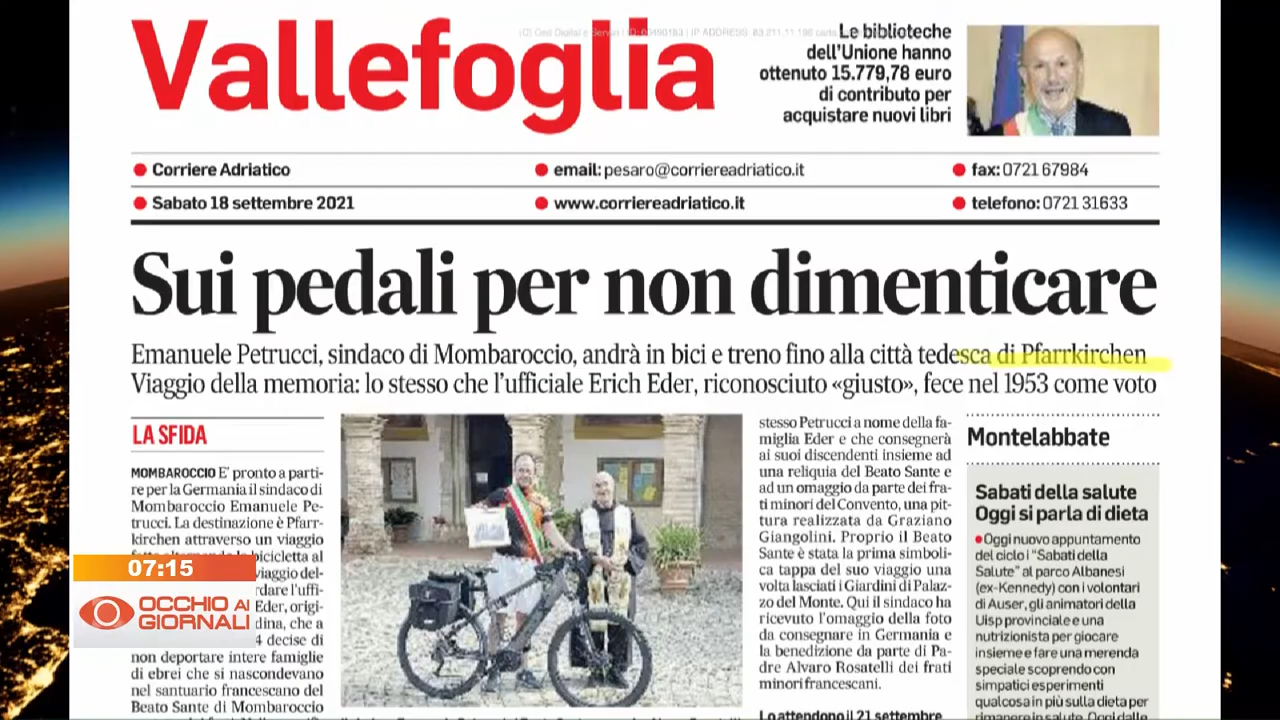 Vallefoglia
Le biblioteche
dell'Unione hanno
ottenuto 15.779,78 euro
di contributo per
acquistare nuovi libri
Corriere Adriatico
email: pesaro@corriereadriatico.it
fax: 0721 67984
Sabato 18 settembre 2021
www.corriereadriatico.it
telefono: 0721 31633
Sui pedali per non dimenticare
Emanuele Petrucci, sindaco di Mombaroccio, andrà in bici e treno fino alla città tedesca di Pfarrkirchen
Viaggio della memoria: lo stesso che l'ufficiale Erich Eder, riconosciuto «giusto», fece nel 1953 come voto
LA SFIDA
MOMBAROCCIO E' pronto a parti-
re per la Germania il sindaco di
Mombaroccio Emanuele Pe-
trucci. La destinazione è Pfarr-
kirchen attraverso un viaggio
bicicletta al
viaggio del-
rdare l'uffi-
Eder, origi-
dina, che a
4 decise di
non deportare intere famiglie
di ebrei che si nascondevano
nel santuario francescano del
Beato Sante di Mombaroccio
07:15
OCCHIO AI
GIORNALI
stesso Petrucci a nome della fa-
miglia Eder e che consegnerà
ai suoi discendenti insieme ad
una reliquia del Beato Sante e
ad un omaggio da parte dei fra-
ti minori del Convento, una pit-
tura realizzata da Graziano
Giangolini. Proprio il Beato
Sante è stata la prima simboli-
ca tappa del suo viaggio una
volta lasciati i Giardini di Palaz-
zo del Monte. Qui il sindaco ha
ricevuto l'omaggio della foto
da consegnare in Germania e
la benedizione da parte di Pa-
dre Alvaro Rosatelli dei frati
minori francescani.
Lo attendono il 21 settembre
Montelabbate
Sabati della salute
Oggi si parla di dieta
Oggi nuovo appuntamento
del ciclo i "Sabati della
Salute" al parco Albanesi
(ex-Kennedy) con i volontari
di Auser, gli animatori della
Uisp provinciale e una
nutrizionista per giocare
insieme e fare una merenda
speciale scoprendo con
simpatici esperimenti
qualcosa in più sulla dieta per
rimanere in salute. Oggi dalle